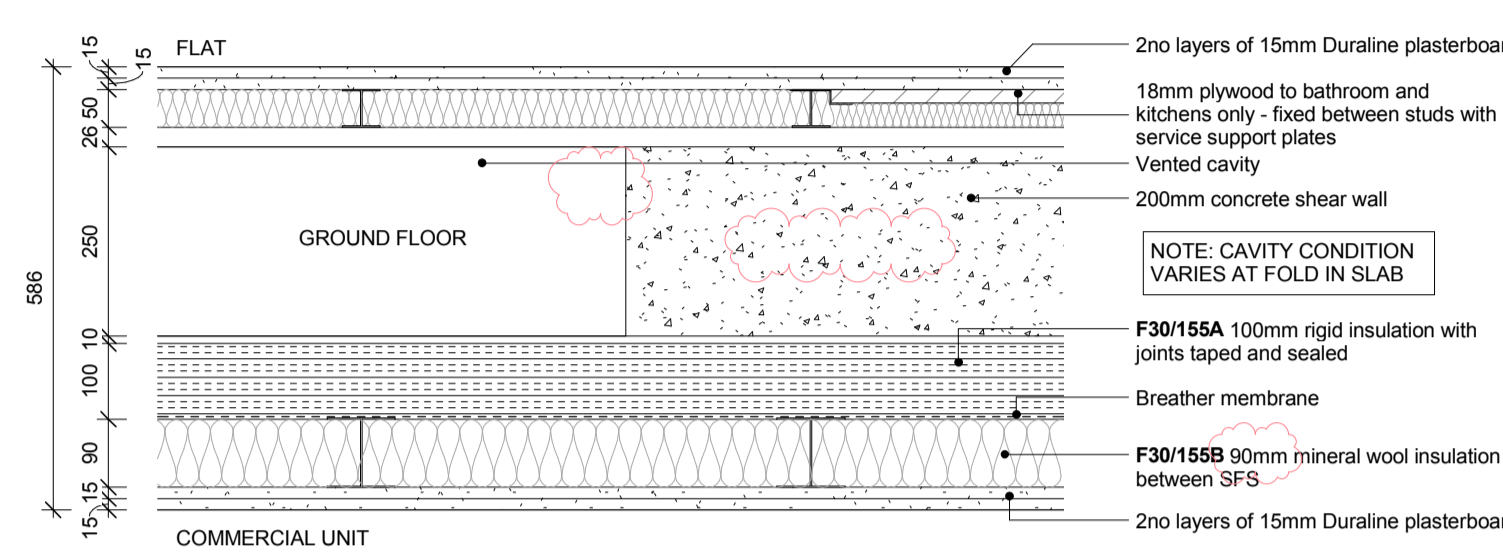 FLAT
15
15
50
26
250
586
10
100
90
15
15
GROUND FLOOR
COMMERCIAL UNIT
2no layers of 15mm Duraline plasterboar
18mm plywood to bathroom and
kitchens only - fixed between studs with
service support plates
Vented cavity
200mm concrete shear wall
NOTE: CAVITY CONDITION
VARIES AT FOLD IN SLAB
F30/155A 100mm rigid insulation with
joints taped and sealed
Breather membrane
F30/155B 90mm mineral wool insulation
between SFS
2no layers of 15mm Duraline plasterboar